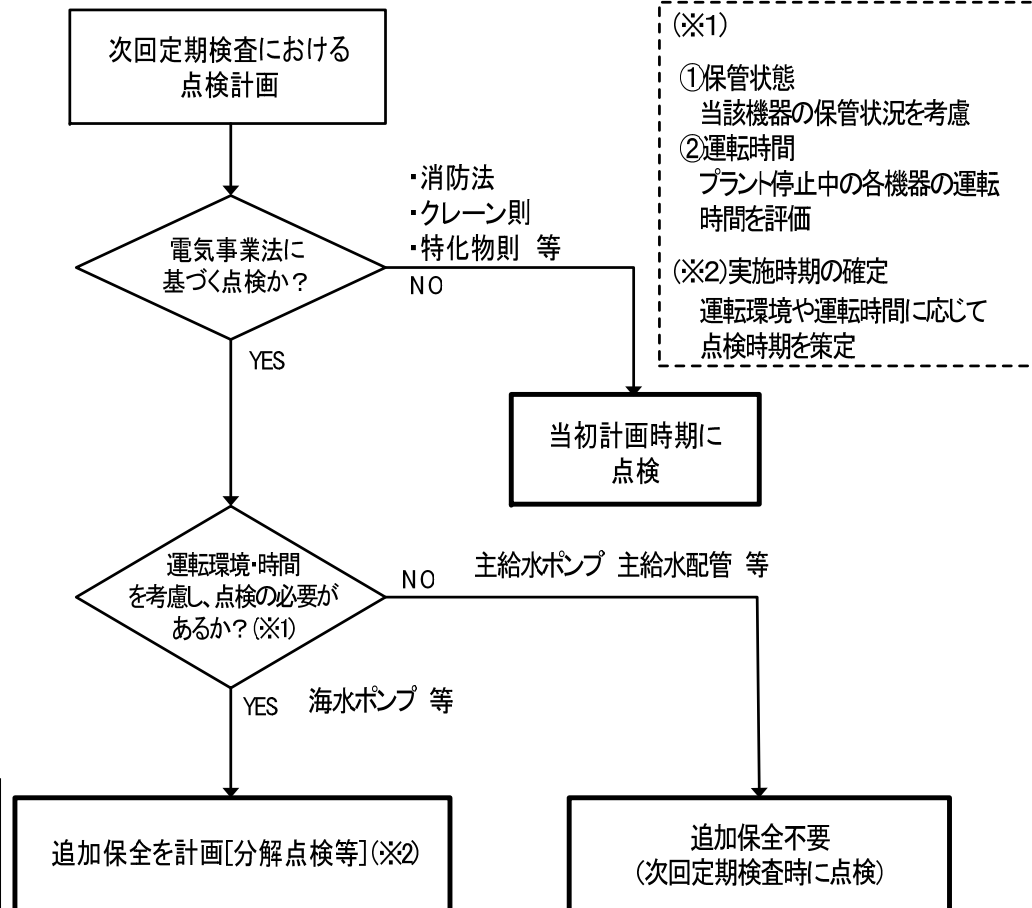 次回定期検査における
点検計画
電気事業法に
基づく点検か？
・消防法
・クレーン則
・特化物則 等
NO
YES
当初計画時期に
点検
運転環境・時間
を考慮し、点検の必要が
あるか？(※1)
NO
主給水ポンプ 主給水配管 等
YES
海水ポンプ 等
追加保全を計画[分解点検等](※2)
追加保全不要
(次回定期検査時に点検)
(※1)
①保管状態
当該機器の保管状況を考慮
②運転時間
プラント停止中の各機器の運転
時間を評価
(※2)実施時期の確定
運転環境や運転時間に応じて
点検時期を策定